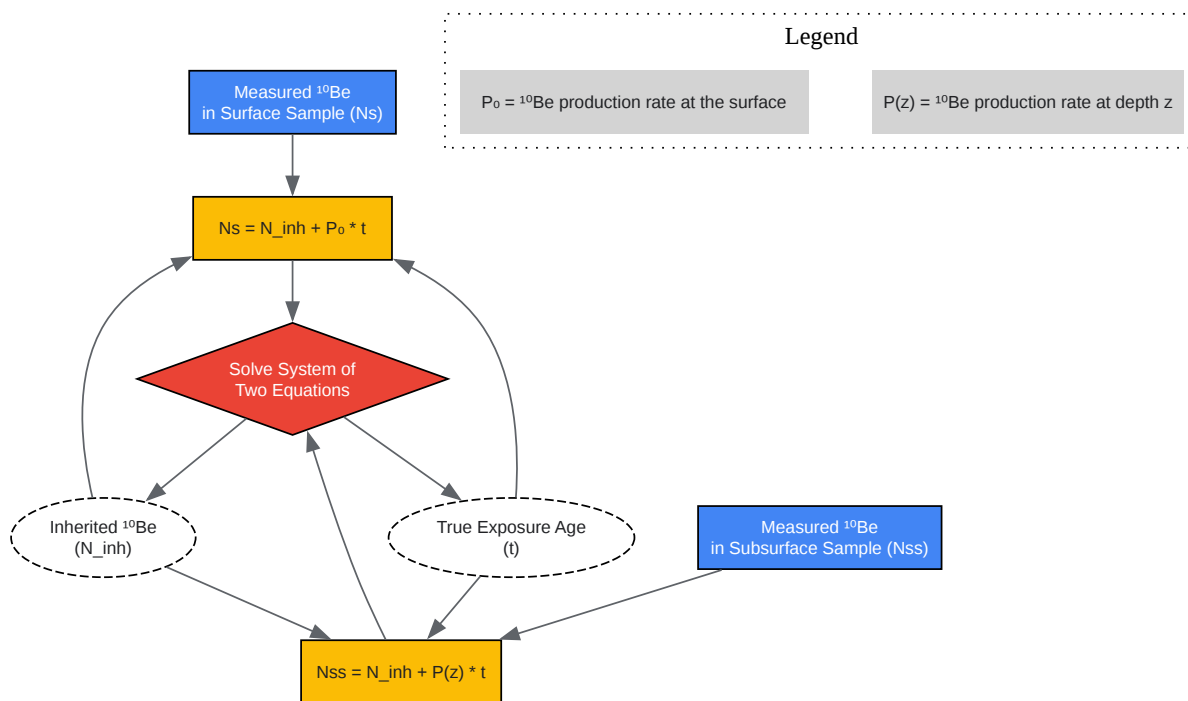 Legend
P₀ = ¹⁰Be production rate at the surface
P(z) = ¹⁰Be production rate at depth z
Measured ¹⁰Be
in Surface Sample (Ns)
Ns = N_inh + P₀ * t
Solve System of
Two Equations
Inherited ¹⁰Be
(N_inh)
True Exposure Age
(t)
Measured ¹⁰Be
in Subsurface Sample (Nss)
Nss = N_inh + P(z) * t